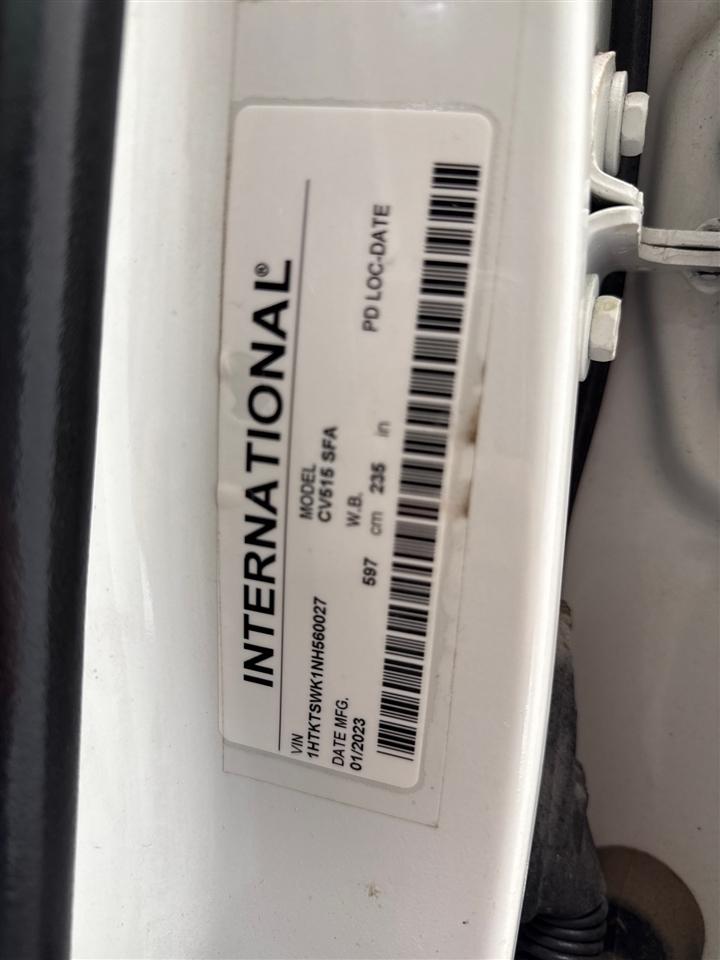 INTERNATIONAL®
VIN
1HTKTSWK1NH560027
MODEL
CV515 SFA
DATE MFG.
01/2023
W.B.
597 cm 235 in
PD LOC-DATE